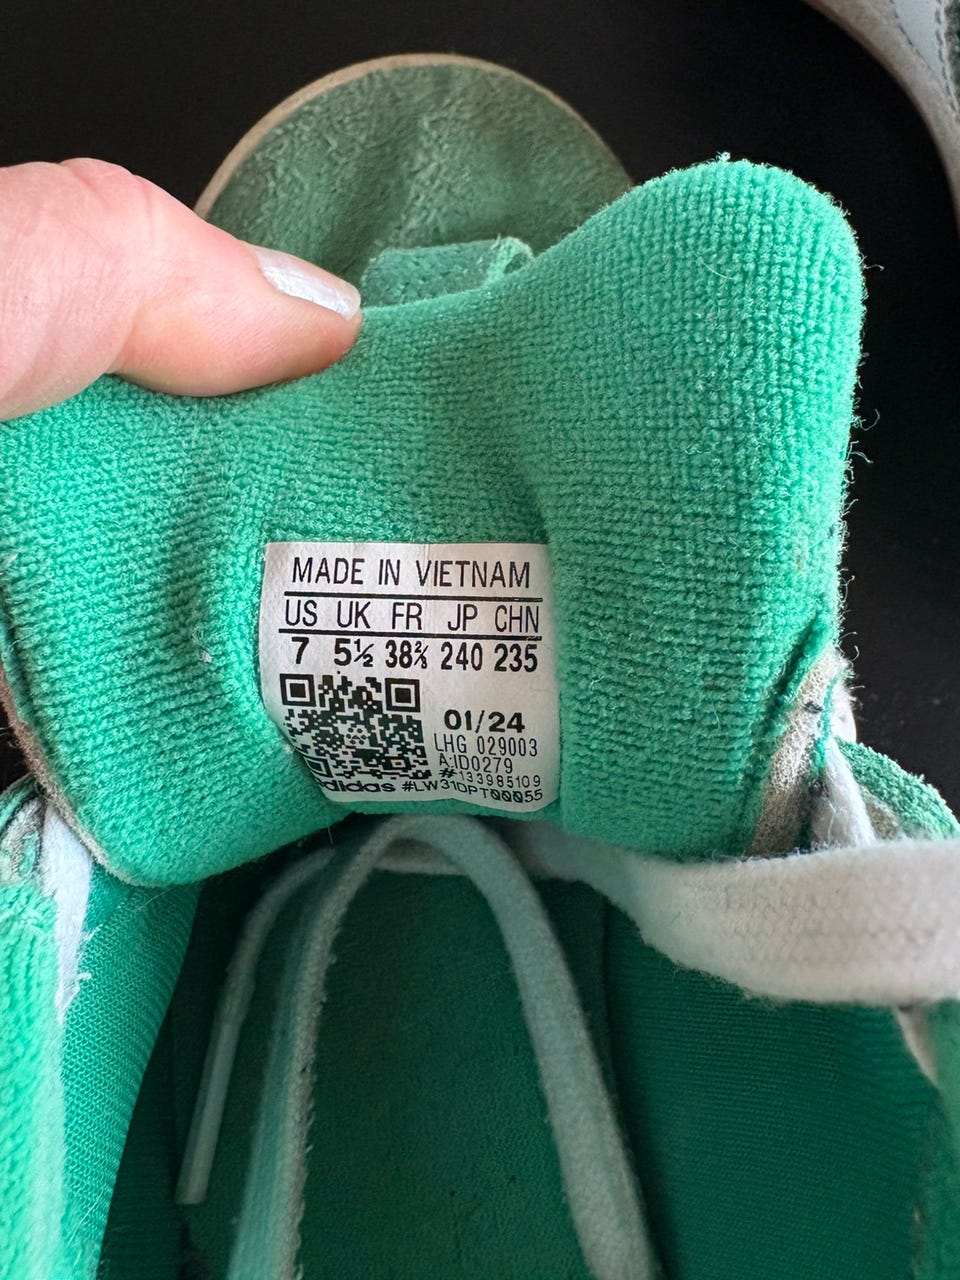 MADE IN VIETNAM
US UK FR JP CHN
7 5½ 38⅔ 240 235
01/24
LHG 029003
A:ID0279
#133985109
adidas #LW31DPT00055